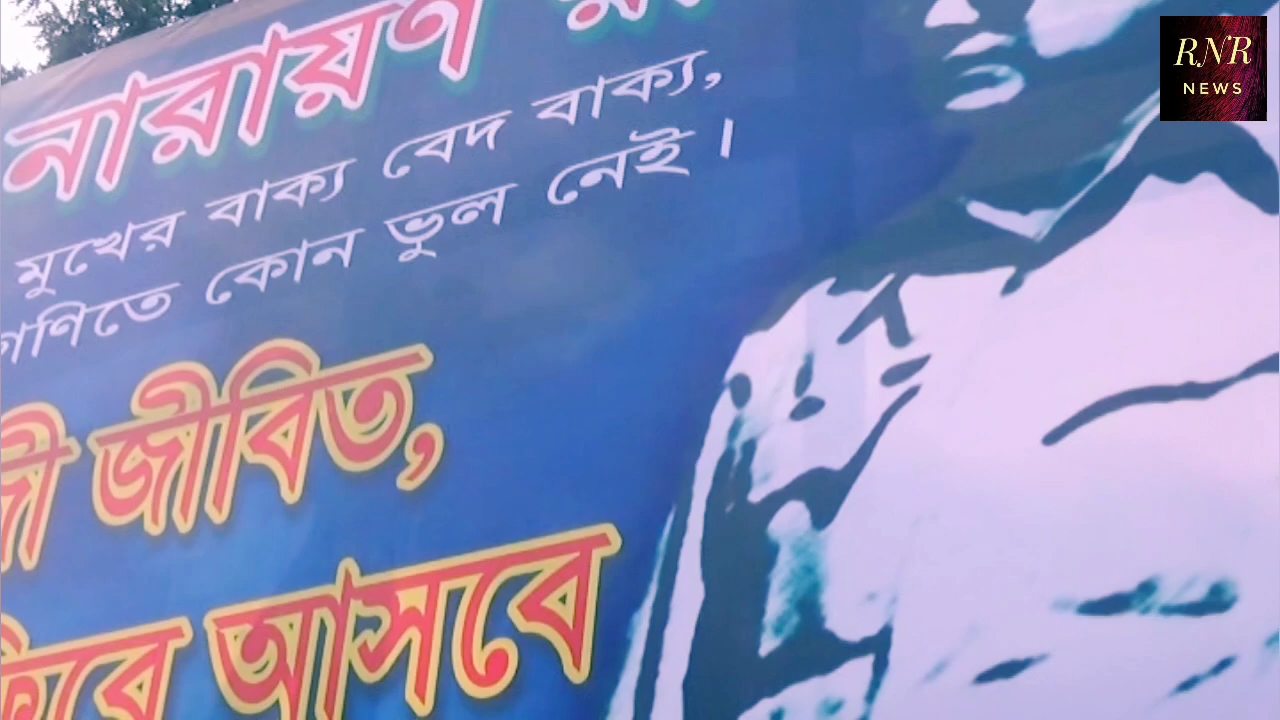 নারায়ণ
মুখের বাক্য বেদ বাক্য,
গণিতে কোন ভুল নেই।
জী জীবিত,
ফিরে আসবে
RNR
NEWS